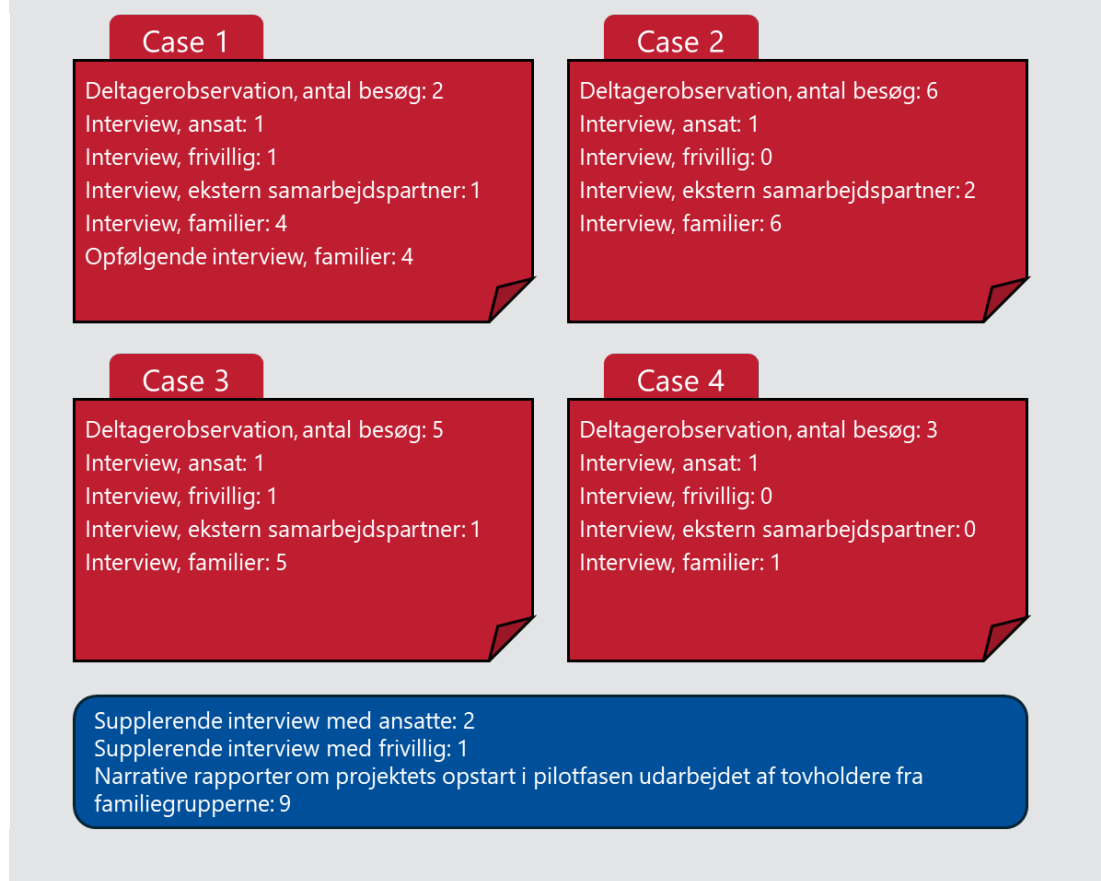 Case 1
Deltagerobservation, antal besøg: 2
Interview, ansat: 1
Interview, frivillig: 1
Interview, ekstern samarbejdspartner: 1
Interview, familier: 4
Opfølgende interview, familier: 4
Case 2
Deltagerobservation, antal besøg: 6
Interview, ansat: 1
Interview, frivillig: 0
Interview, ekstern samarbejdspartner: 2
Interview, familier: 6
Case 3
Deltagerobservation, antal besøg: 5
Interview, ansat: 1
Interview, frivillig: 1
Interview, ekstern samarbejdspartner: 1
Interview, familier: 5
Case 4
Deltagerobservation, antal besøg: 3
Interview, ansat: 1
Interview, frivillig: 0
Interview, ekstern samarbejdspartner: 0
Interview, familier: 1
Supplerende interview med ansatte: 2
Supplerende interview med frivillig: 1
Narrative rapporter om projektets opstart i pilotfasen udarbejdet af tovholdere fra
familiegrupperne: 9